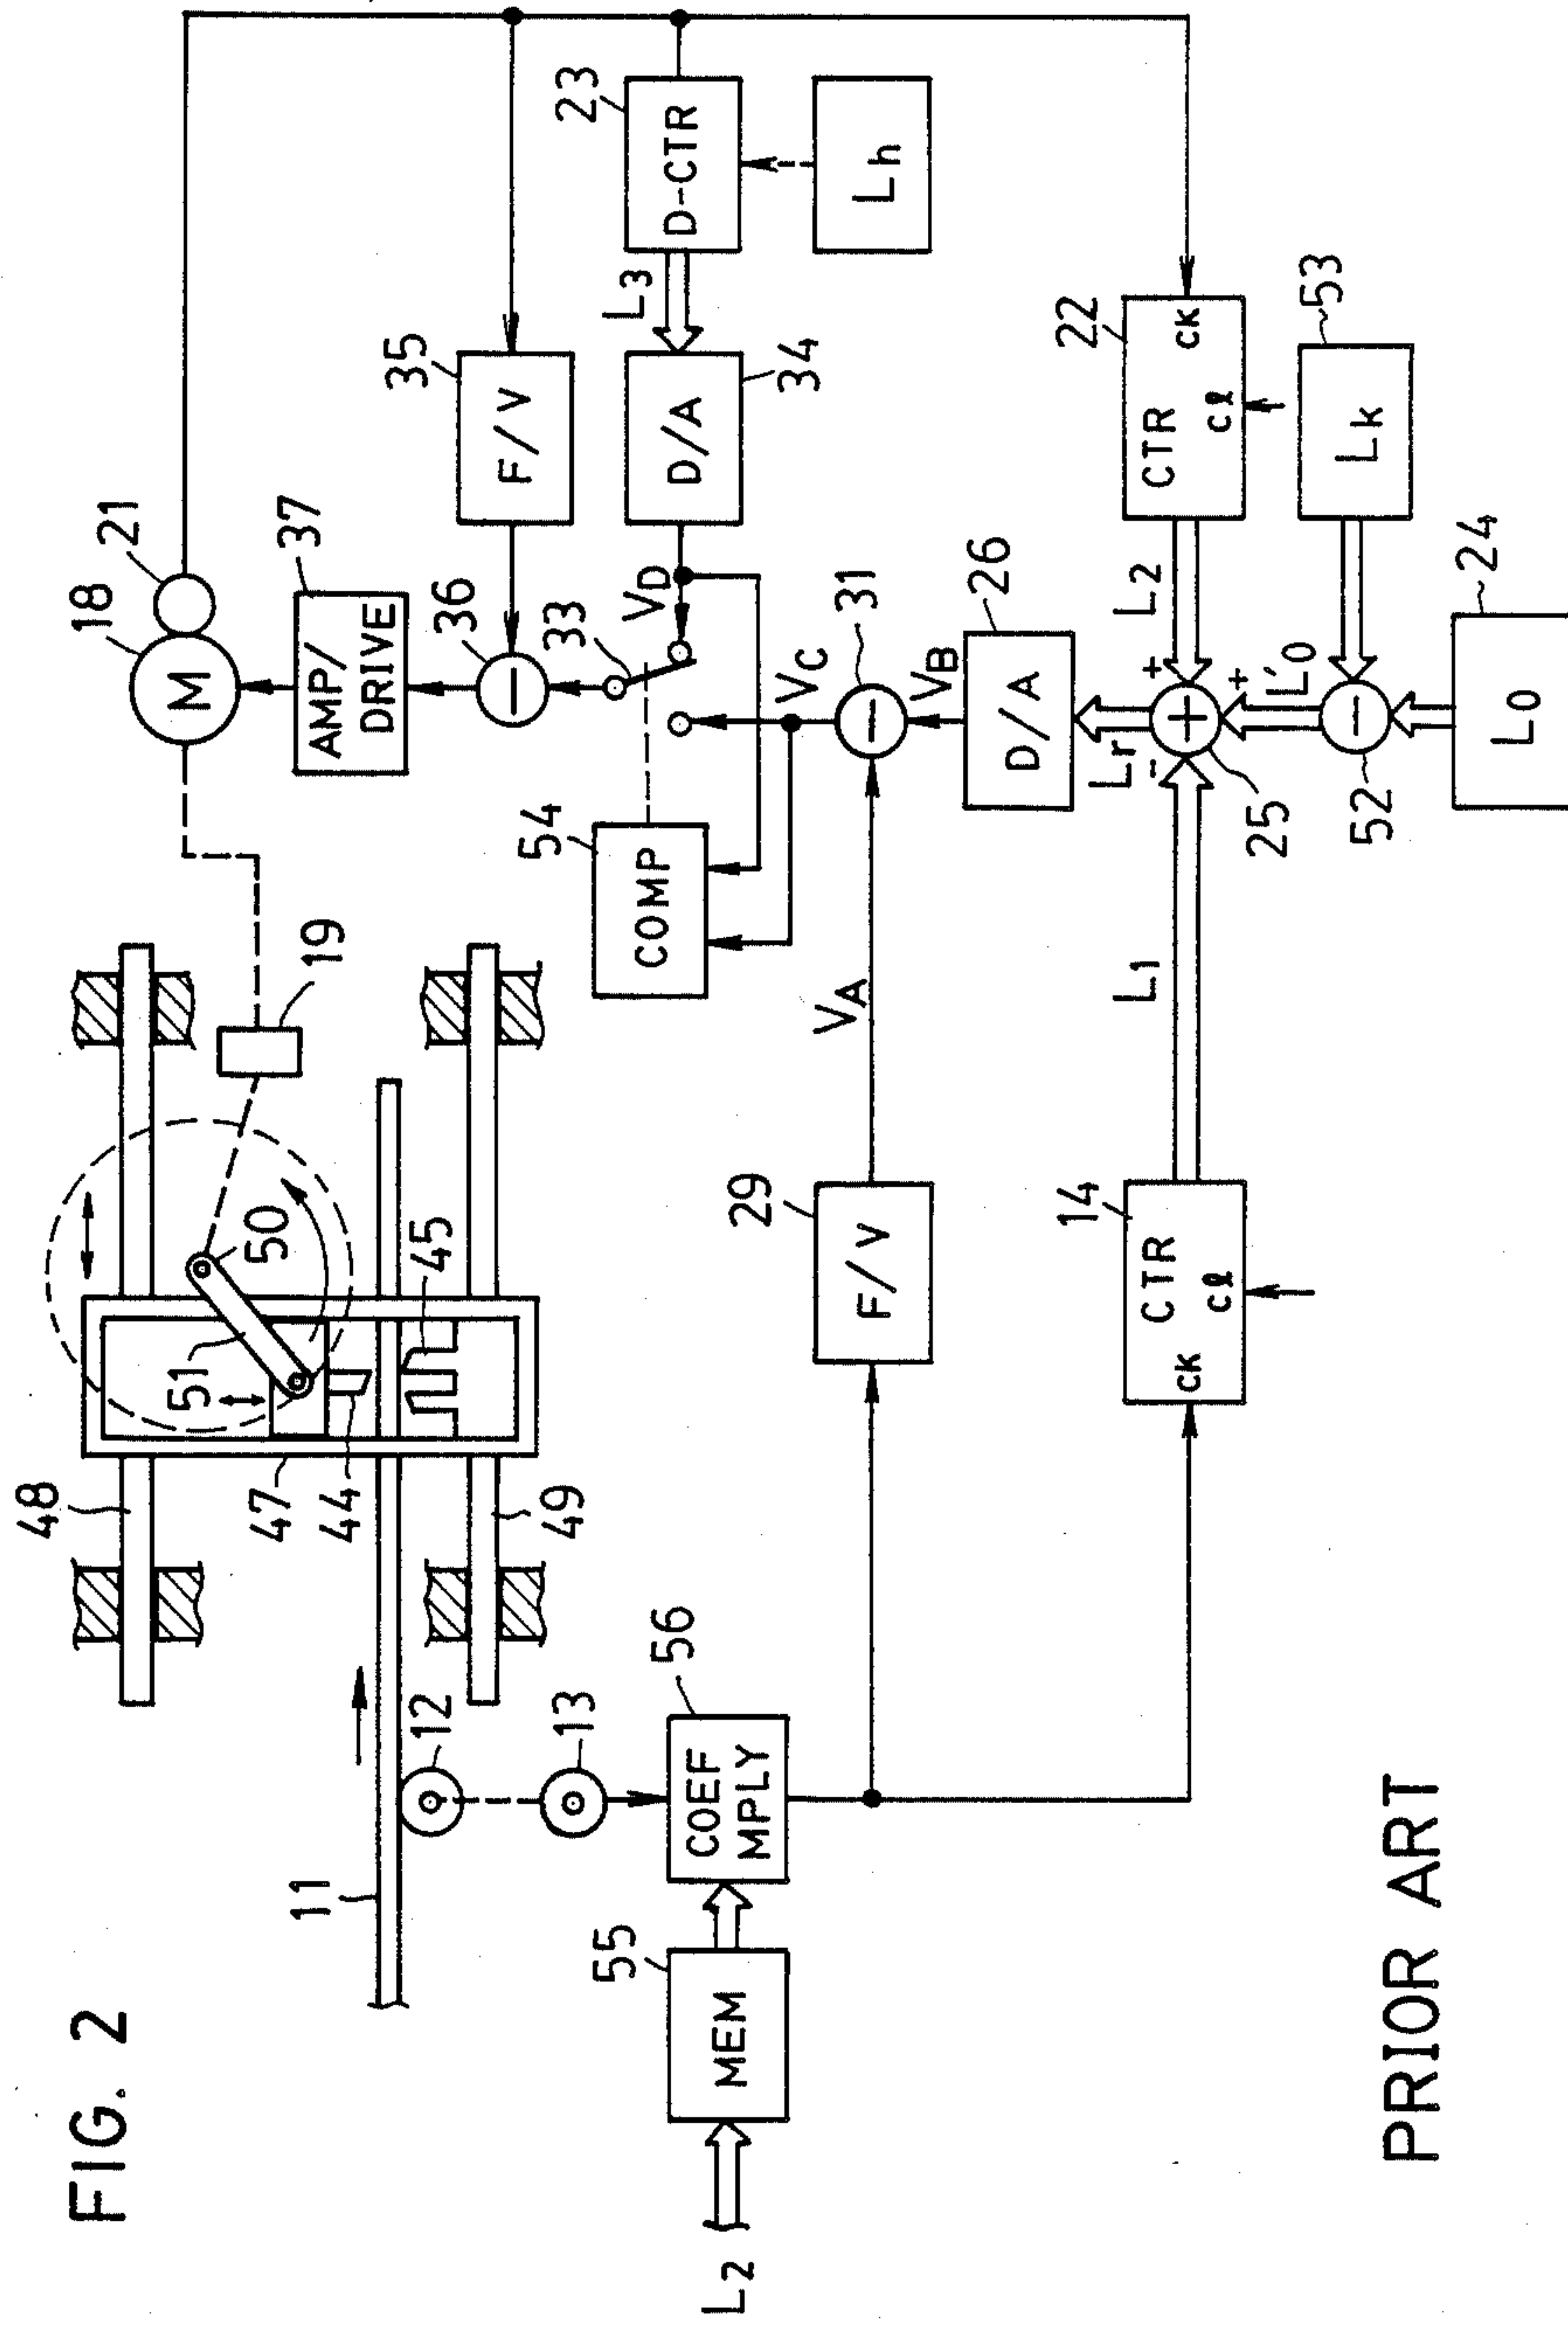 FIG. 2
48
47
44
51
50
45
49
19
18
M
21
AMP/
DRIVE
37
36
35
F/V
33
VD
54
COMP
D/A
34
L3
D-CTR
23
Lh
11
12
13
56
COEF
MPLY
55
MEM
L2
29
F/V
VA
VC
31
VB
D/A
26
Lr
14
CTR
CK
Cl
L1
-
+
+
25
L2
22
CTR
CK
Cl
L'0
52
Lk
53
L0
24
PRIOR ART